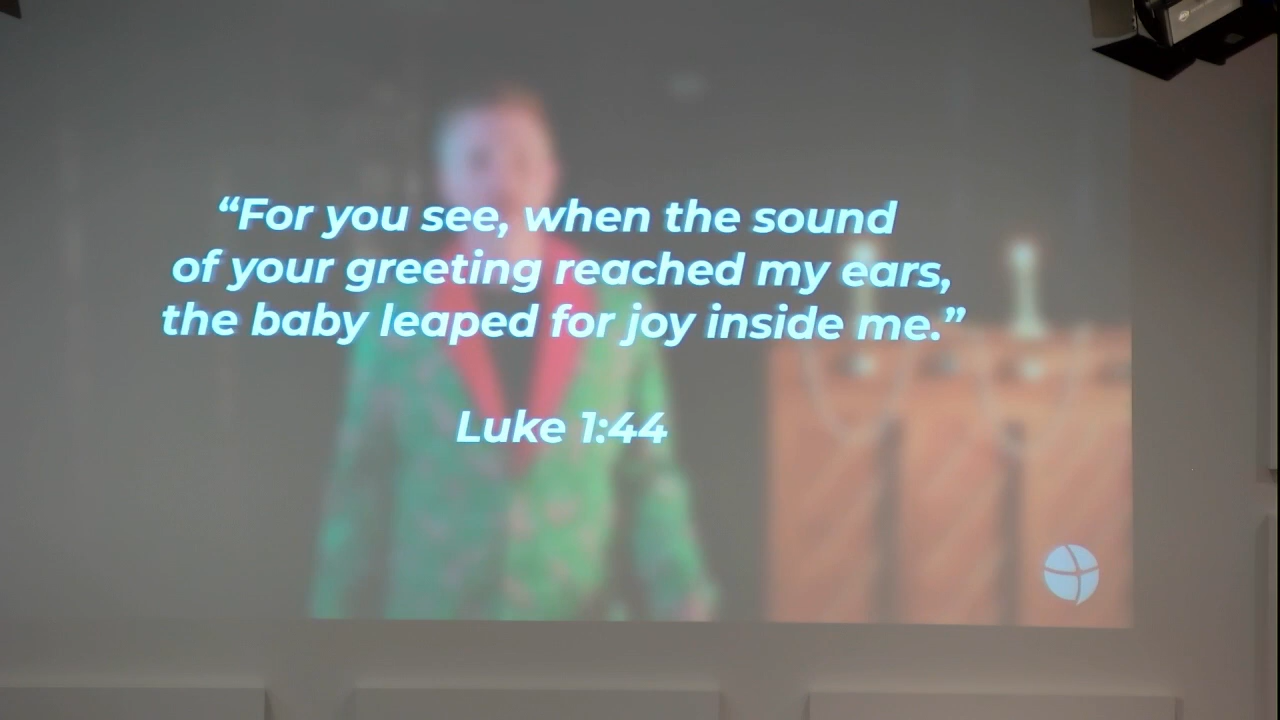 “For you see, when the sound
of your greeting reached my ears,
the baby leaped for joy inside me.”
Luke 1:44